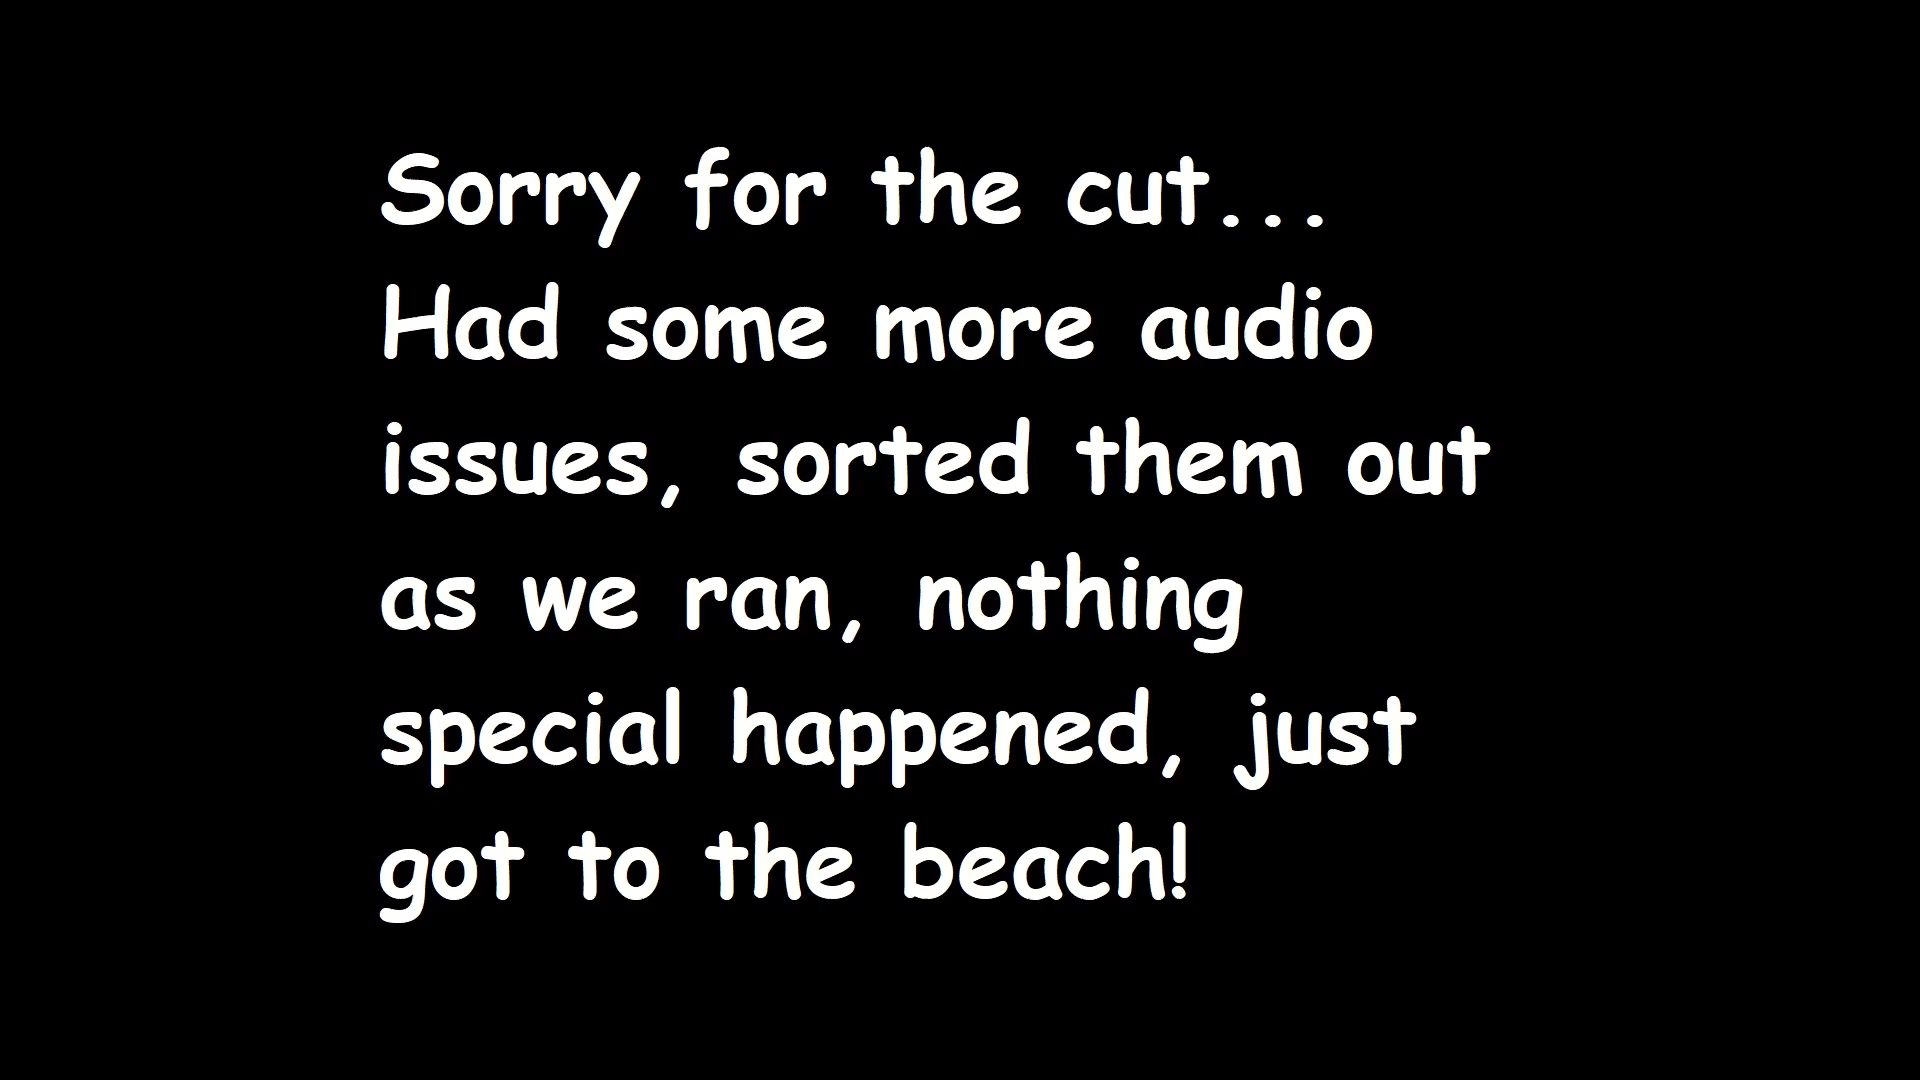 Sorry for the cut...
Had some more audio
issues, sorted them out
as we ran, nothing
special happened, just
got to the beach!